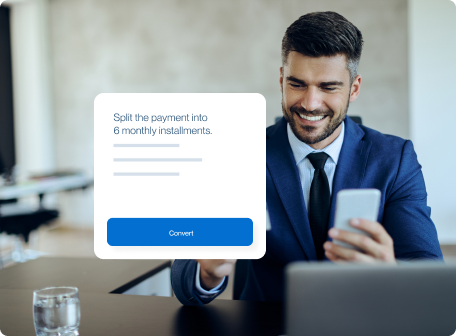 Split the payment into
6 monthly installments.
Convert